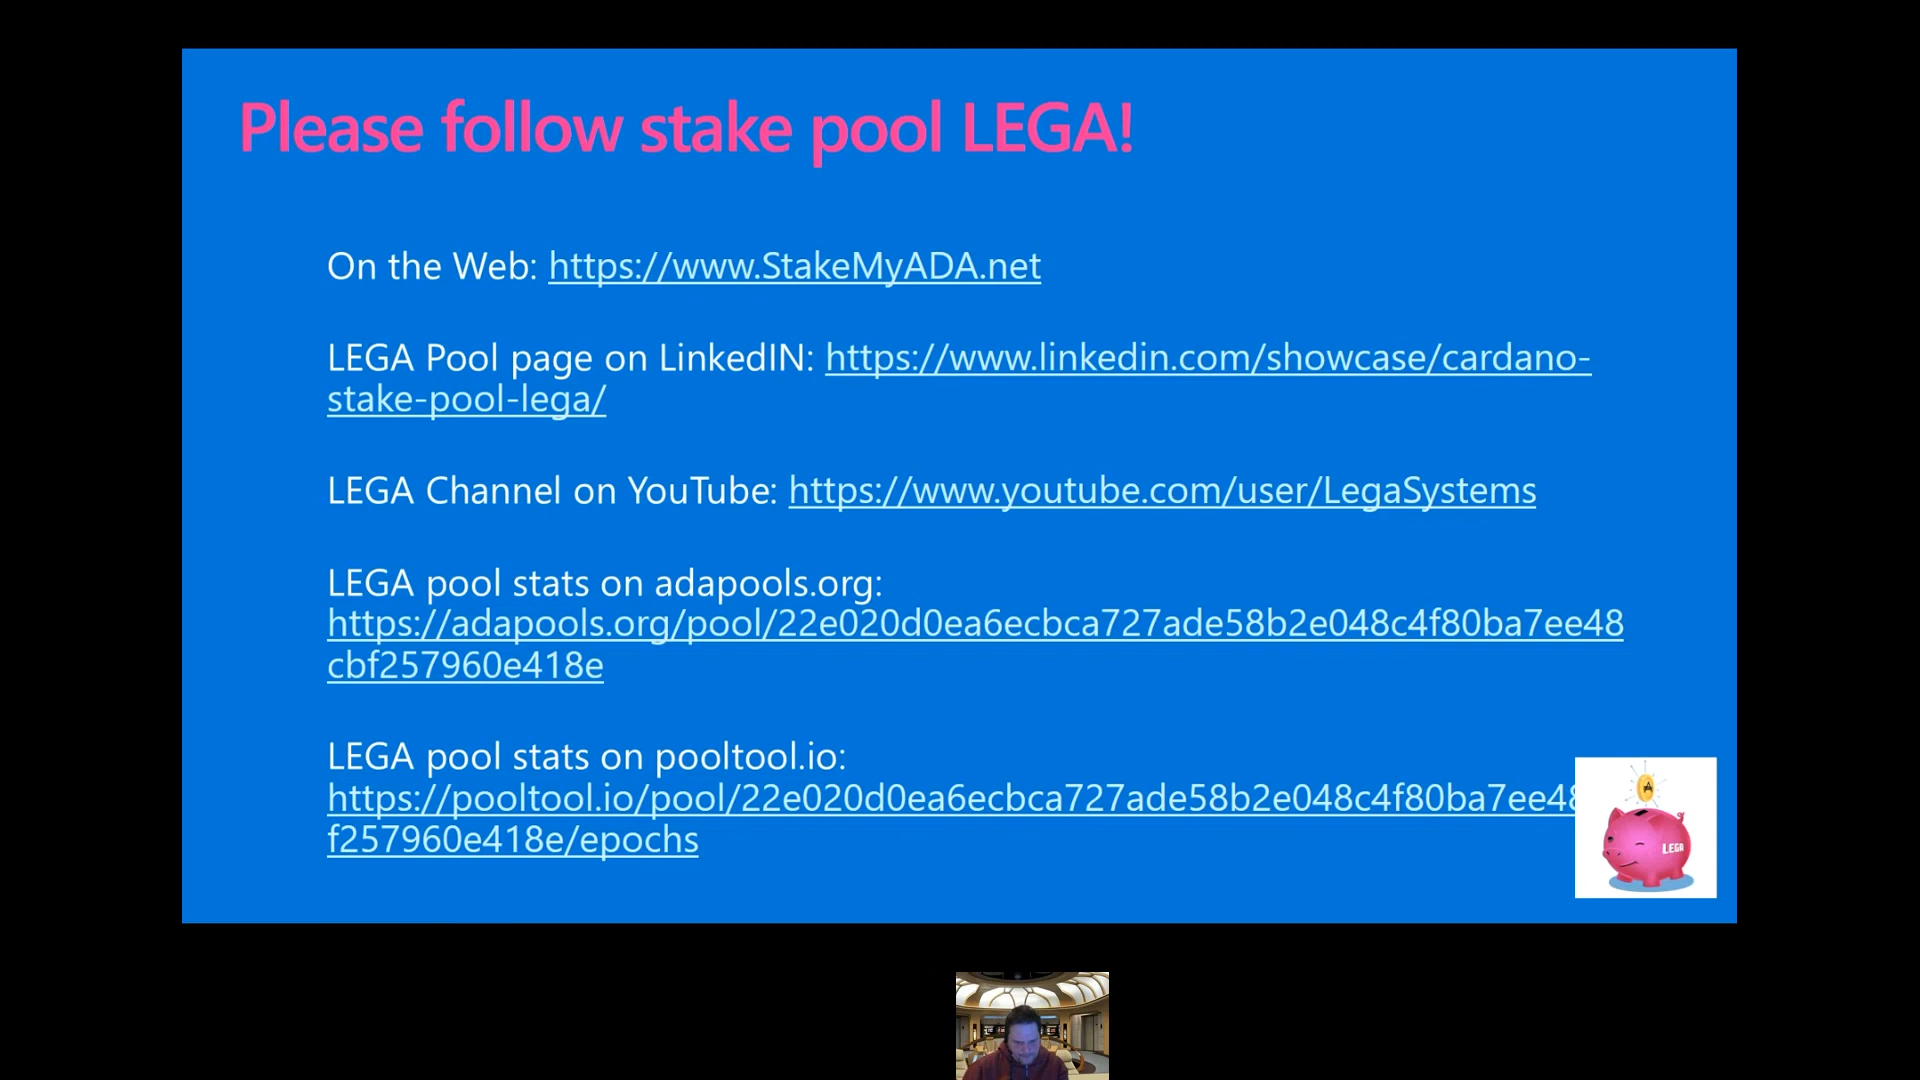 Please follow stake pool LEGA!
On the Web: https://www.StakeMyADA.net
LEGA Pool page on LinkedIN: https://www.linkedin.com/showcase/cardano-
stake-pool-lega/
LEGA Channel on YouTube: https://www.youtube.com/user/LegaSystems
LEGA pool stats on adapools.org:
https://adapools.org/pool/22e020d0ea6ecbca727ade58b2e048c4f80ba7ee48
cbf257960e418e
LEGA pool stats on pooltool.io:
https://pooltool.io/pool/22e020d0ea6ecbca727ade58b2e048c4f80ba7ee48
f257960e418e/epochs
A
LEGA